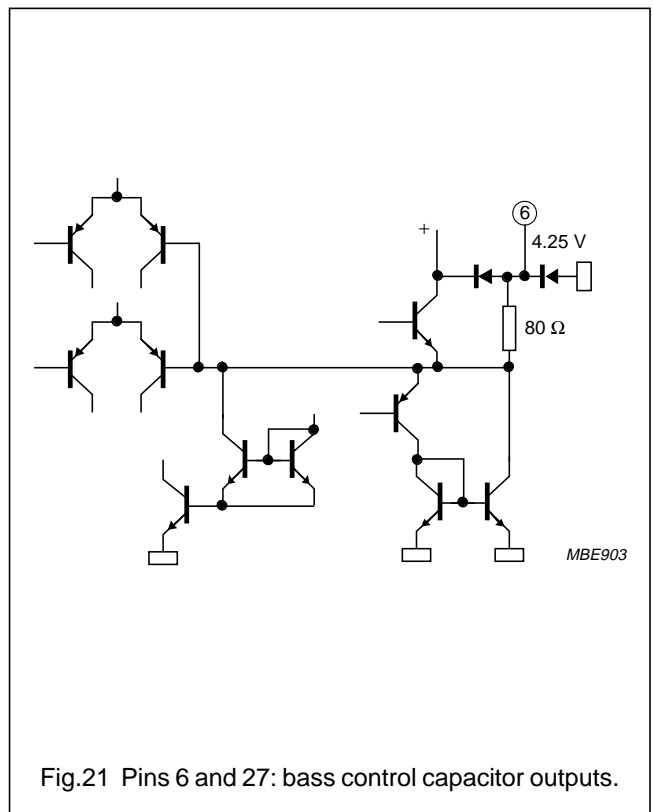 6
+
4.25 V
80 Ω
MBE903
Fig.21 Pins 6 and 27: bass control capacitor outputs.